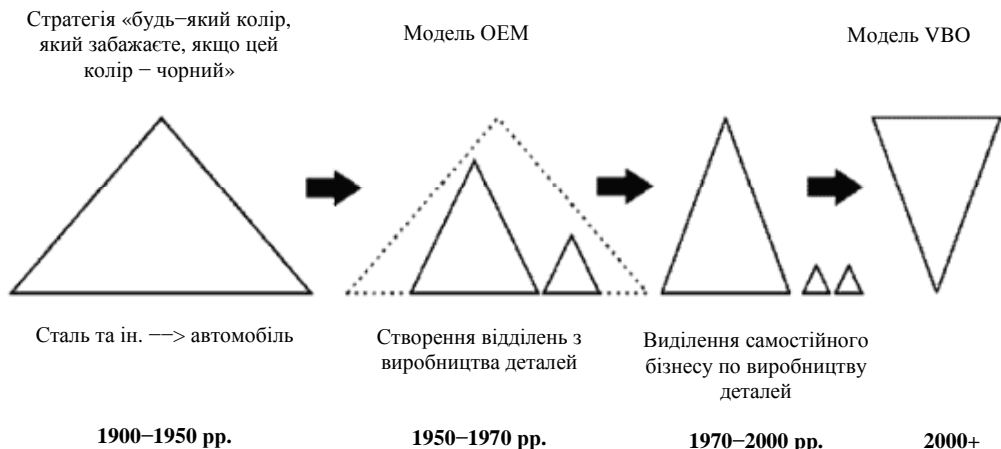 Стратегія «будь−який колір,
який забажаєте, якщо цей
колір − чорний»
Модель OEM
Модель VBO
Сталь та ін. −−> автомобіль
Створення відділень з
виробництва деталей
Виділення самостійного
бізнесу по виробництву
деталей
1900−1950 рр.
1950−1970 рр.
1970−2000 рр.
2000+